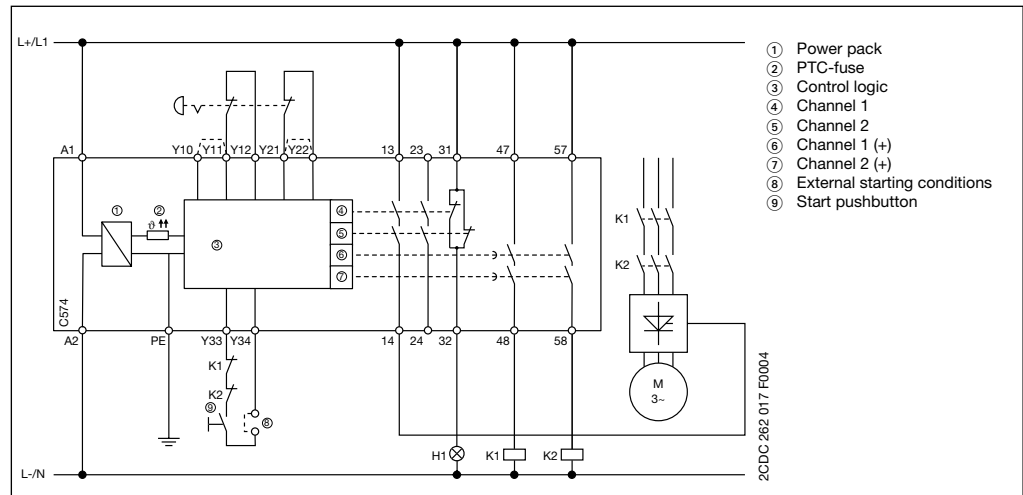 L+/L1
A1
Y10
Y11
Y12
Y21
Y22
13
23
31
47
57
①
②
ϑ
③
④
⑤
⑥
⑦
C574
A2
PE
Y33
Y34
14
24
32
48
58
K1
K2
⑨
⑧
H1
K1
K2
L-/N
K1
K2
M
3~
2CDC 262 017 F0004
① Power pack
② PTC-fuse
③ Control logic
④ Channel 1
⑤ Channel 2
⑥ Channel 1 (+)
⑦ Channel 2 (+)
⑧ External starting conditions
⑨ Start pushbutton